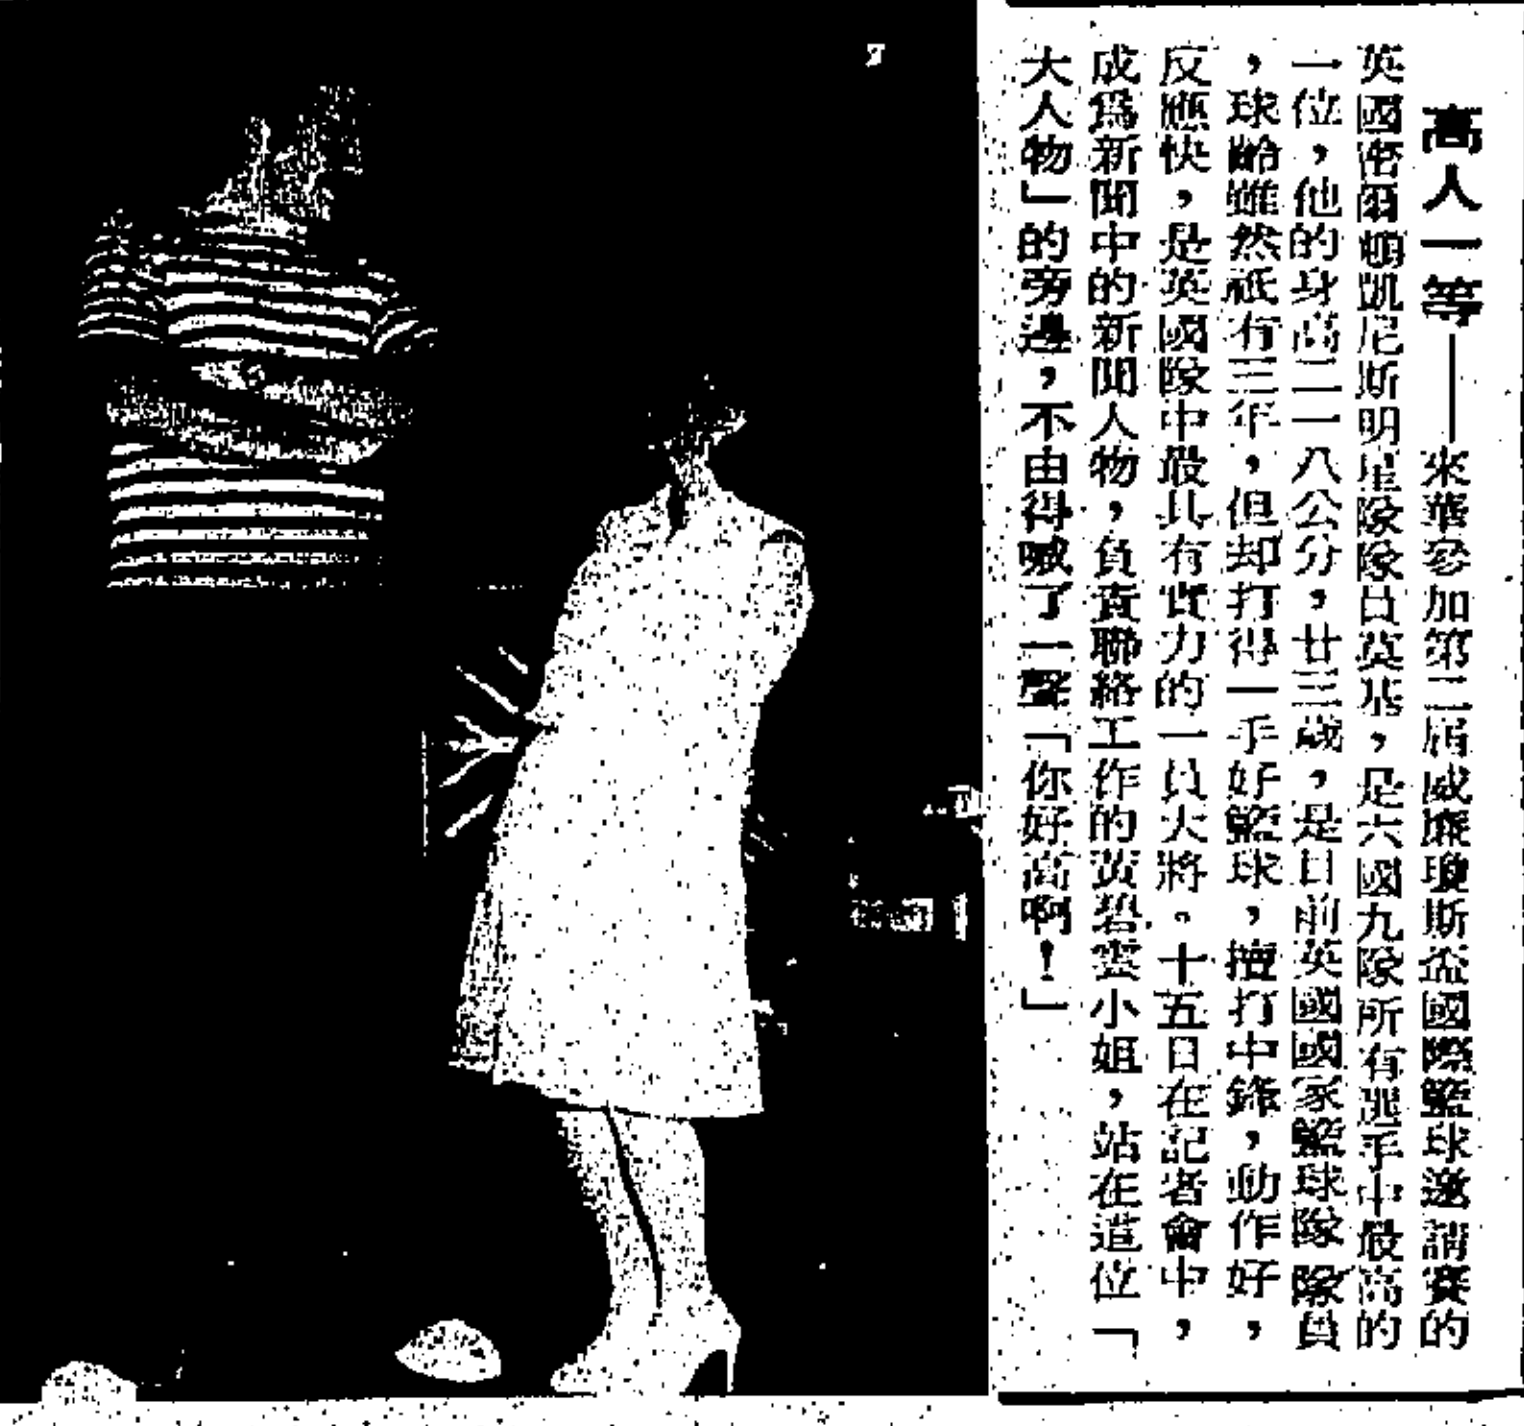 高人一等——來華參加第二屆威廉瓊斯盃國際籃球邀請賽的
英國密爾頓凱尼斯明星隊隊員英基，是六國九隊所有選手中最高的
一位，他的身高二一八公分，廿三歲，是目前英國國家籃球隊隊員
，球齡雖然祇有三年，但却打得一手好籃球，擅打中鋒，動作好，
反應快，是英國隊中最具有實力的一員大將。十五日在記者會中，
成爲新聞中的新聞人物，負責聯絡工作的黃碧雲小姐，站在這位「
大人物」的旁邊，不由得喊了一聲「你好高啊！」